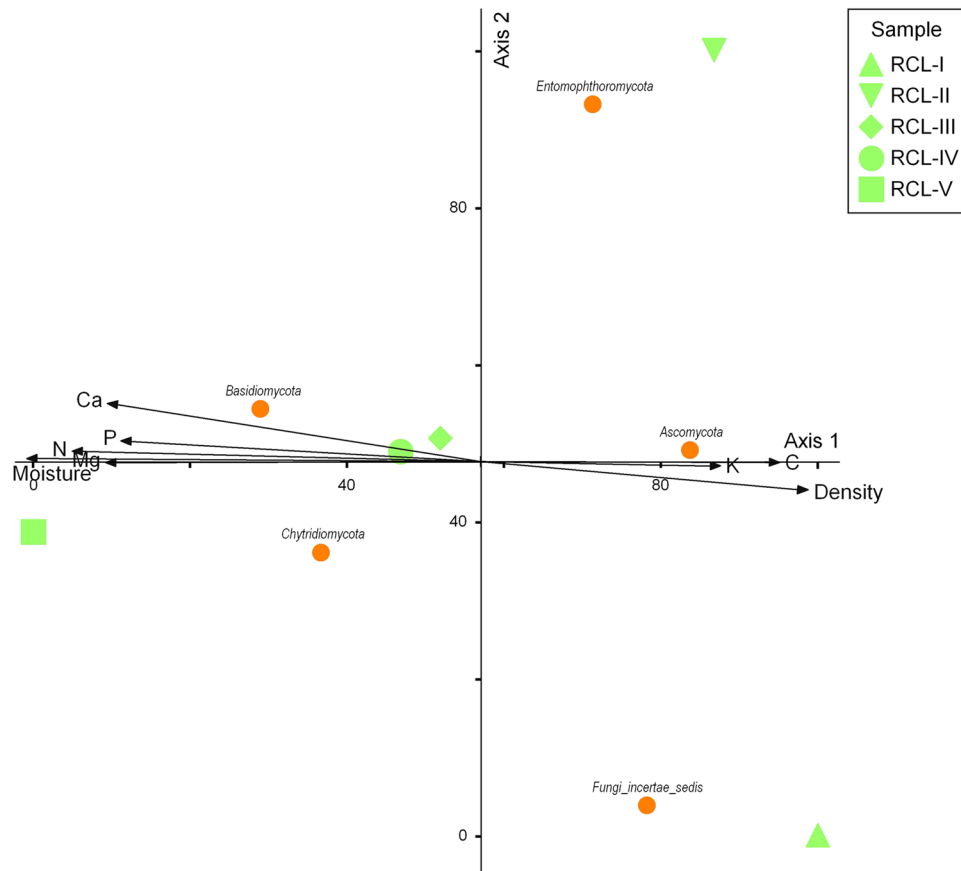 Axis 2
Sample
RCL-I
RCL-II
RCL-III
RCL-IV
RCL-V
Entomophthoromycota
80
Basidiomycota
Ca
P
N
Mg
Moisture
Ascomycota
Axis 1
K
C
Density
0
40
80
40
Chytridiomycota
Fungi_incertae_sedis
0